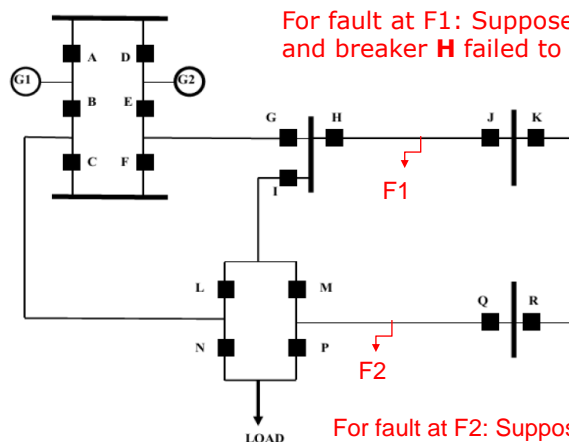 For fault at F1: Suppose
and breaker H failed to
A
D
G1
G2
B
E
C
F
G
H
J
K
I
F1
L
M
Q
R
N
P
F2
LOAD
For fault at F2: Suppos